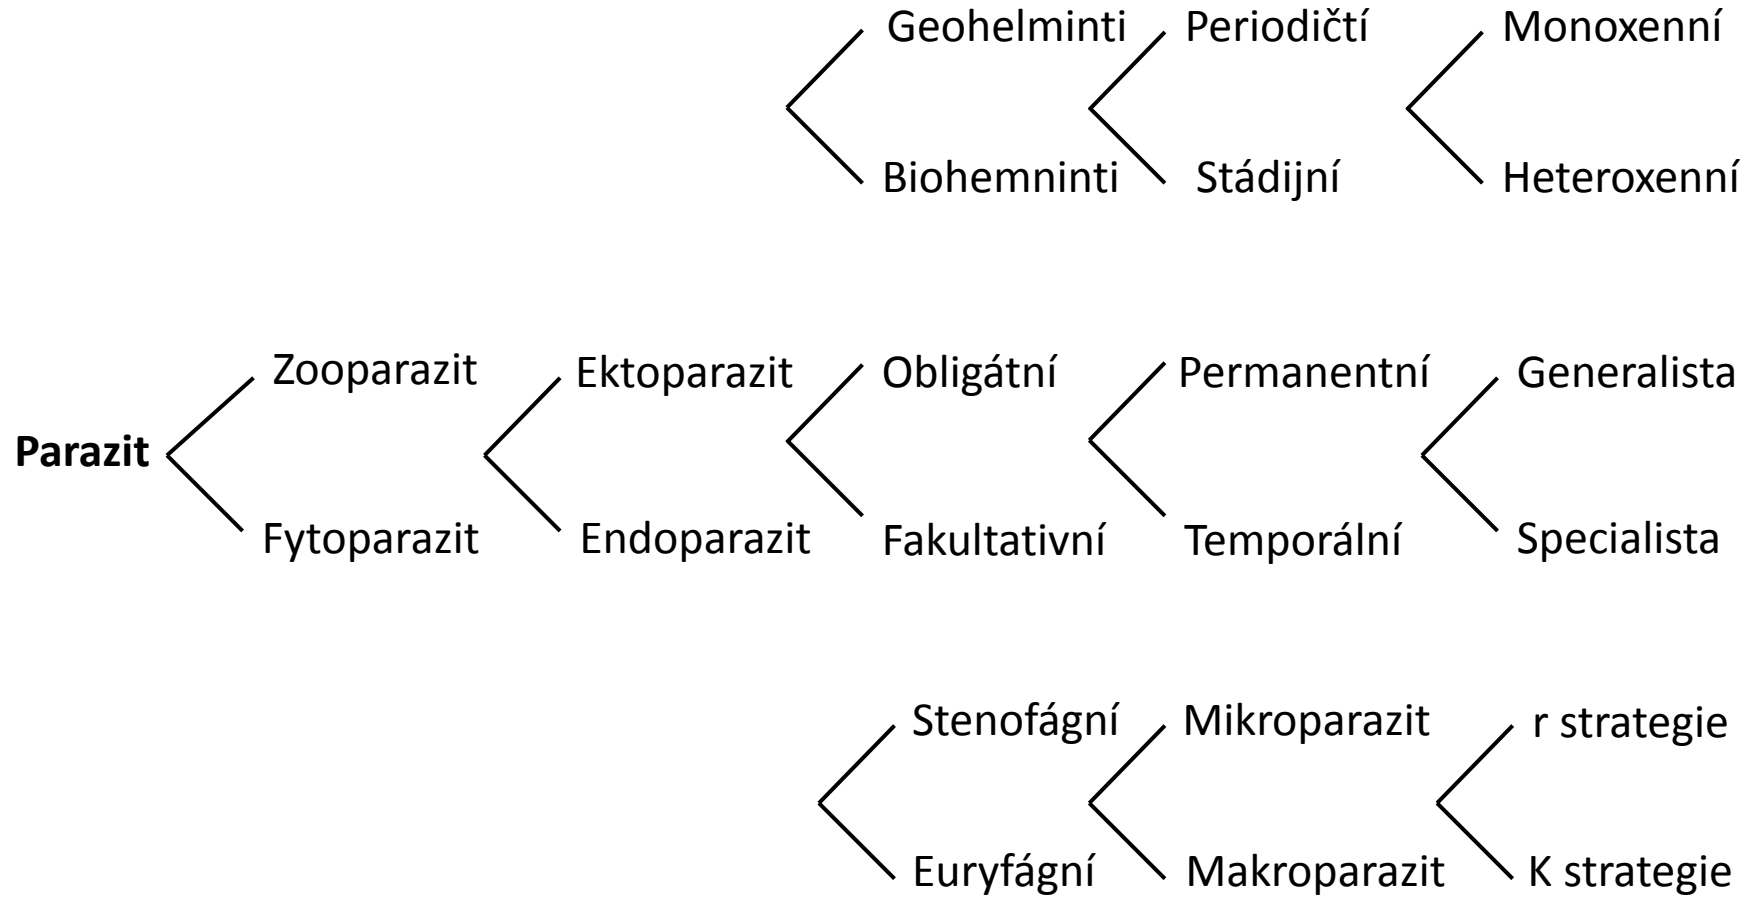 Geohelminti Periodičtí Monoxenní
Biohemninti Stádijní Heteroxenní
Zooparazit Ektoparazit Obligátní Permanentní Generalista
Parazit
Fytoparazit Endoparazit Fakultativní Temporální Specialista
Stenofágní Mikroparazit r strategie
Euryfágní Makroparazit K strategie